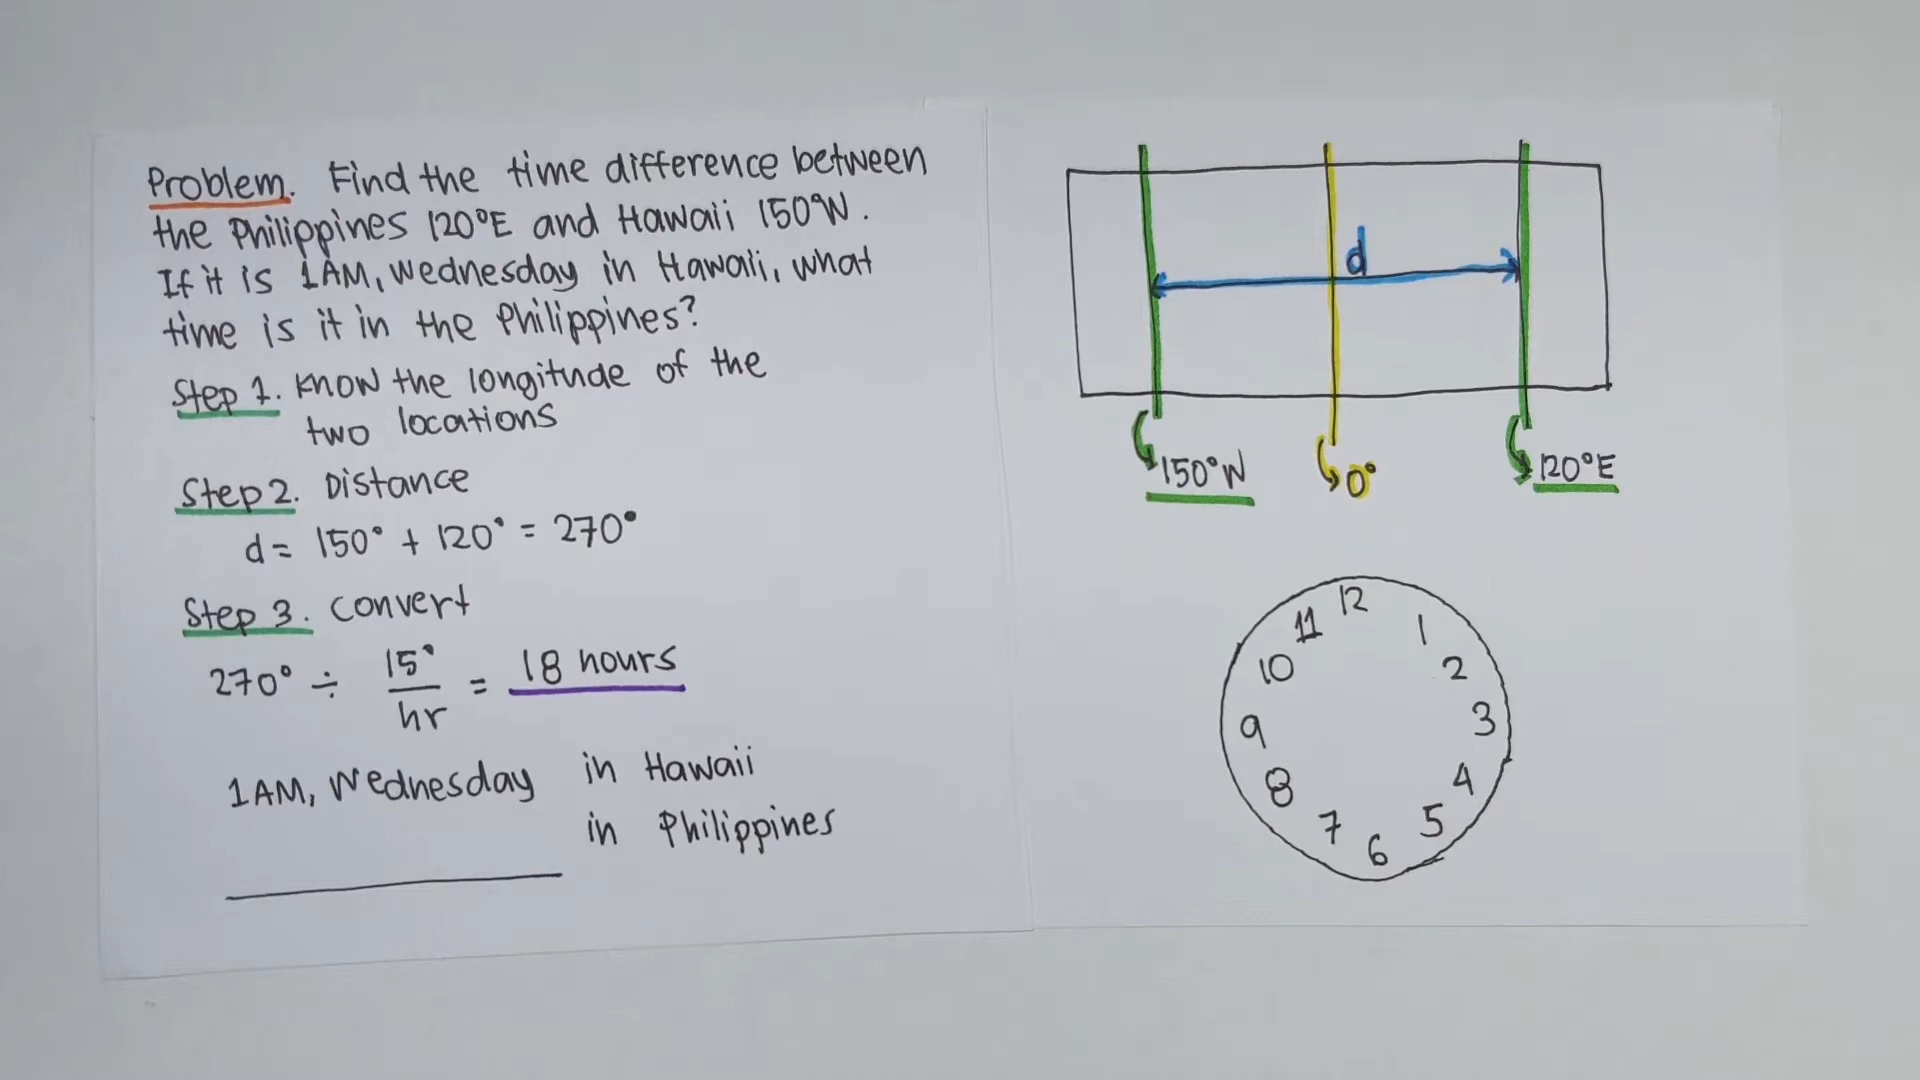 Problem. Find the time difference between
the Philippines 120°E and Hawaii 150°W.
If it is 1AM, Wednesday in Hawaii, what
time is it in the Philippines?
Step 1. Know the longitude of the
two locations
Step 2. Distance
d = 150° + 120° = 270°
Step 3. Convert
270° ÷ 15°/hr = 18 hours
1AM, Wednesday in Hawaii
in Philippines
d
150°W 0° 120°E
12
11 1
10 2
9 3
8 4
7 5
6